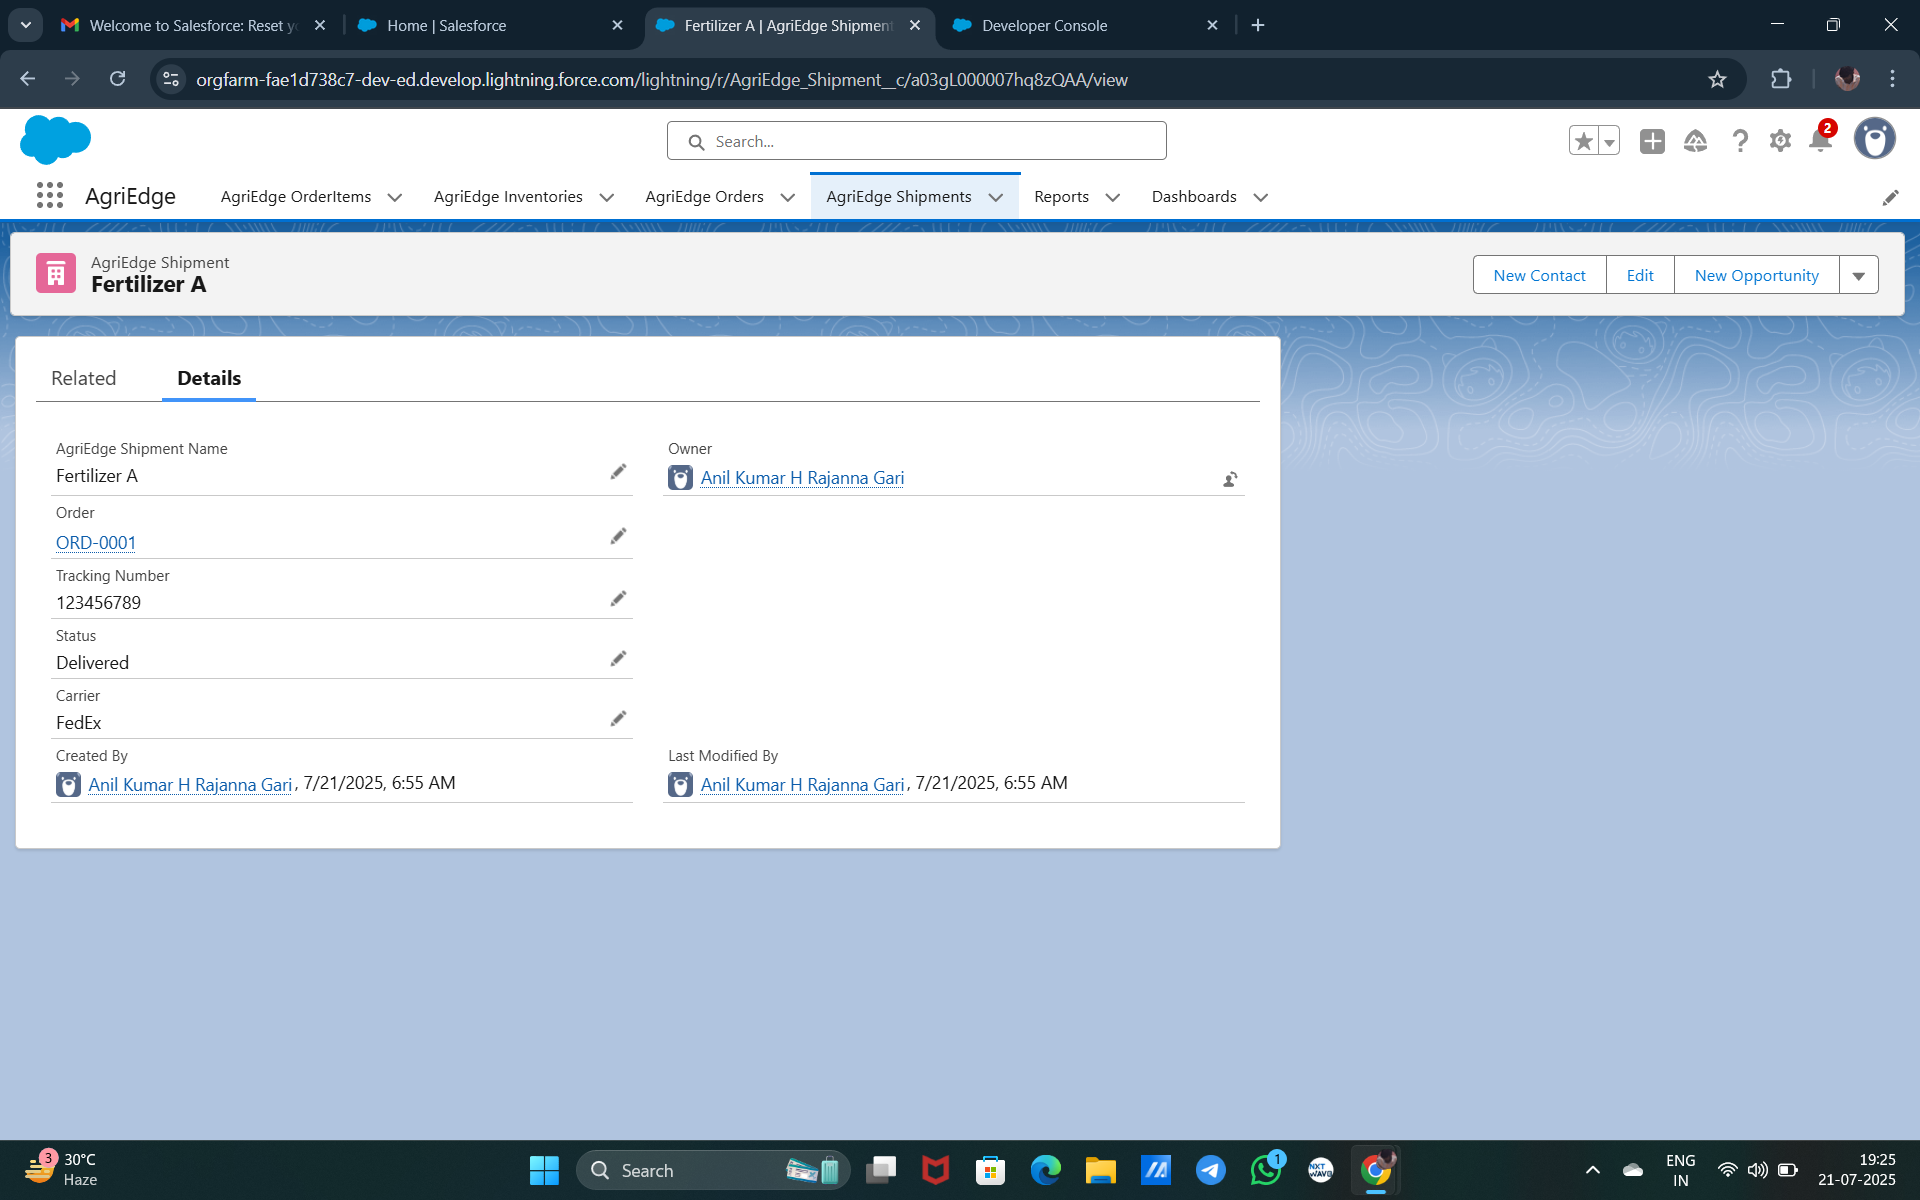 Welcome to Salesforce: Reset yo
Home | Salesforce
Fertilizer A | AgriEdge Shipment
Developer Console
orgfarm-fae1d738c7-dev-ed.develop.lightning.force.com/lightning/r/AgriEdge_Shipment__c/a03gL000007hq8zQAA/view
Search...
2
AgriEdge
AgriEdge OrderItems
AgriEdge Inventories
AgriEdge Orders
AgriEdge Shipments
Reports
Dashboards
AgriEdge Shipment
Fertilizer A
New Contact
Edit
New Opportunity
Related
Details
AgriEdge Shipment Name
Fertilizer A
Owner
Anil Kumar H Rajanna Gari
Order
ORD-0001
Tracking Number
123456789
Status
Delivered
Carrier
FedEx
Created By
Anil Kumar H Rajanna Gari, 7/21/2025, 6:55 AM
Last Modified By
Anil Kumar H Rajanna Gari, 7/21/2025, 6:55 AM
3
30°C
Haze
Search
1
NXT
WAVE
ENG
IN
19:25
21-07-2025